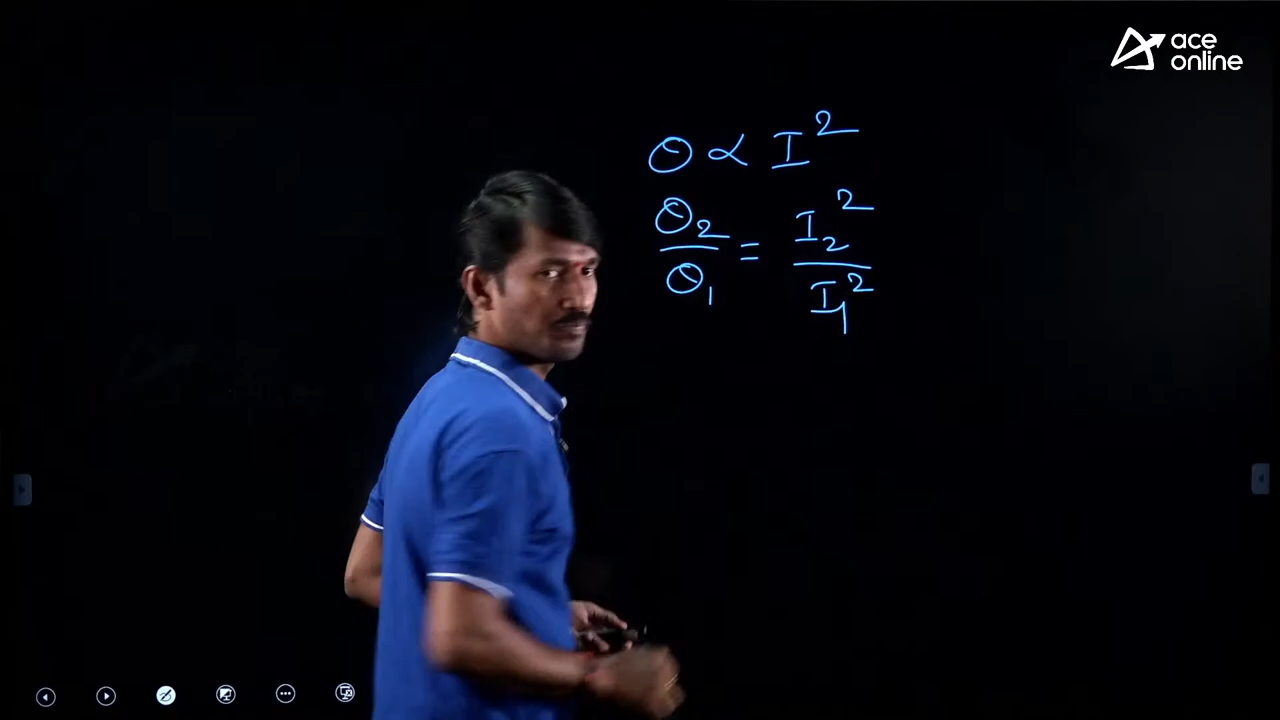 ace
online
θ ∝ I²
θ₂/θ₁ = I₂²/I₁²